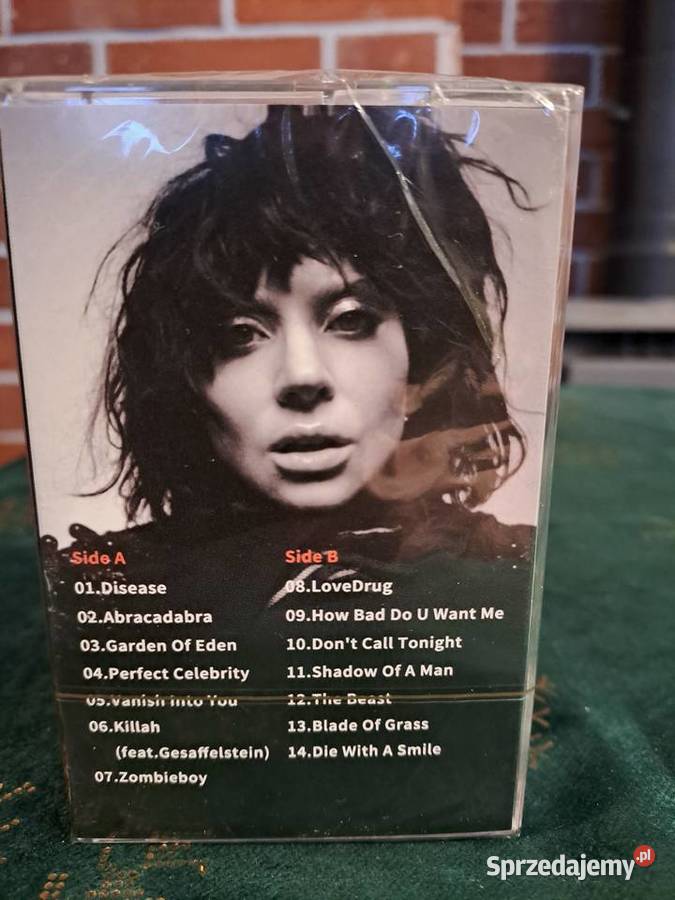 Side A
01.Disease
02.Abracadabra
03.Garden Of Eden
04.Perfect Celebrity
05.Vanish Into You
06.Killah
(feat.Gesaffelstein)
07.Zombieboy
Side B
08.LoveDrug
09.How Bad Do U Want Me
10.Don't Call Tonight
11.Shadow Of A Man
12.The Beast
13.Blade Of Grass
14.Die With A Smile
Sprzedajemy.pl